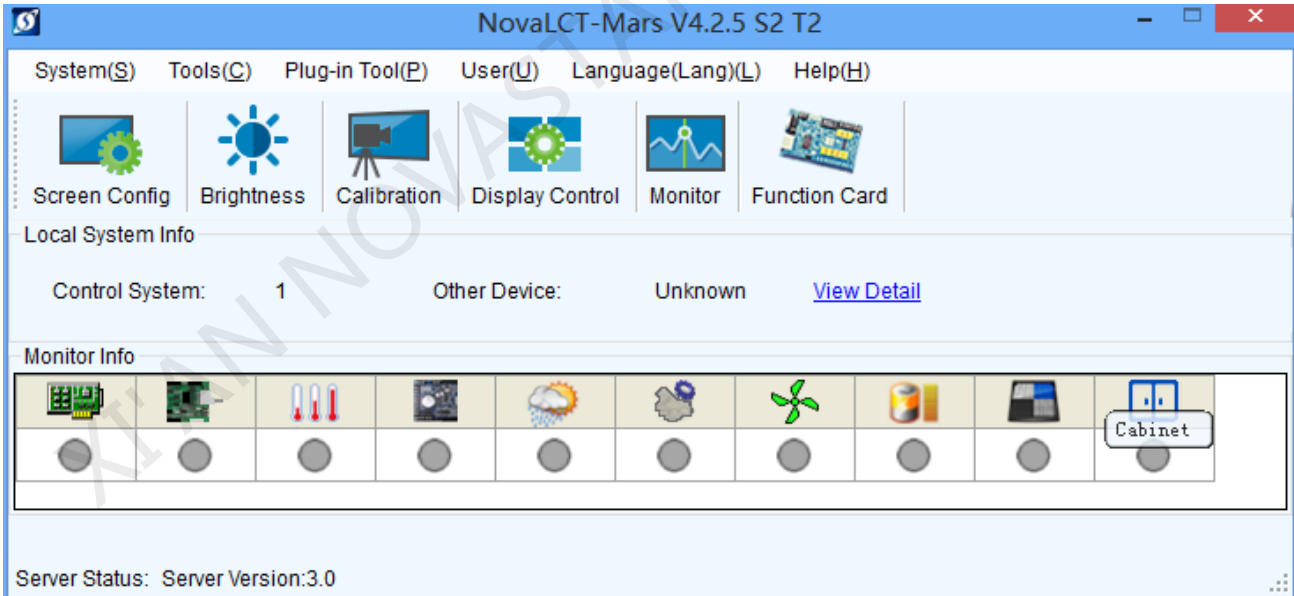 NovaLCT-Mars V4.2.5 S2 T2
System(S) Tools(C) Plug-in Tool(P) User(U) Language(Lang)(L) Help(H)
Screen Config Brightness Calibration Display Control Monitor Function Card
Local System Info
Control System: 1 Other Device: Unknown View Detail
Monitor Info
Cabinet
Server Status: Server Version:3.0
XI'AN NOVASTA